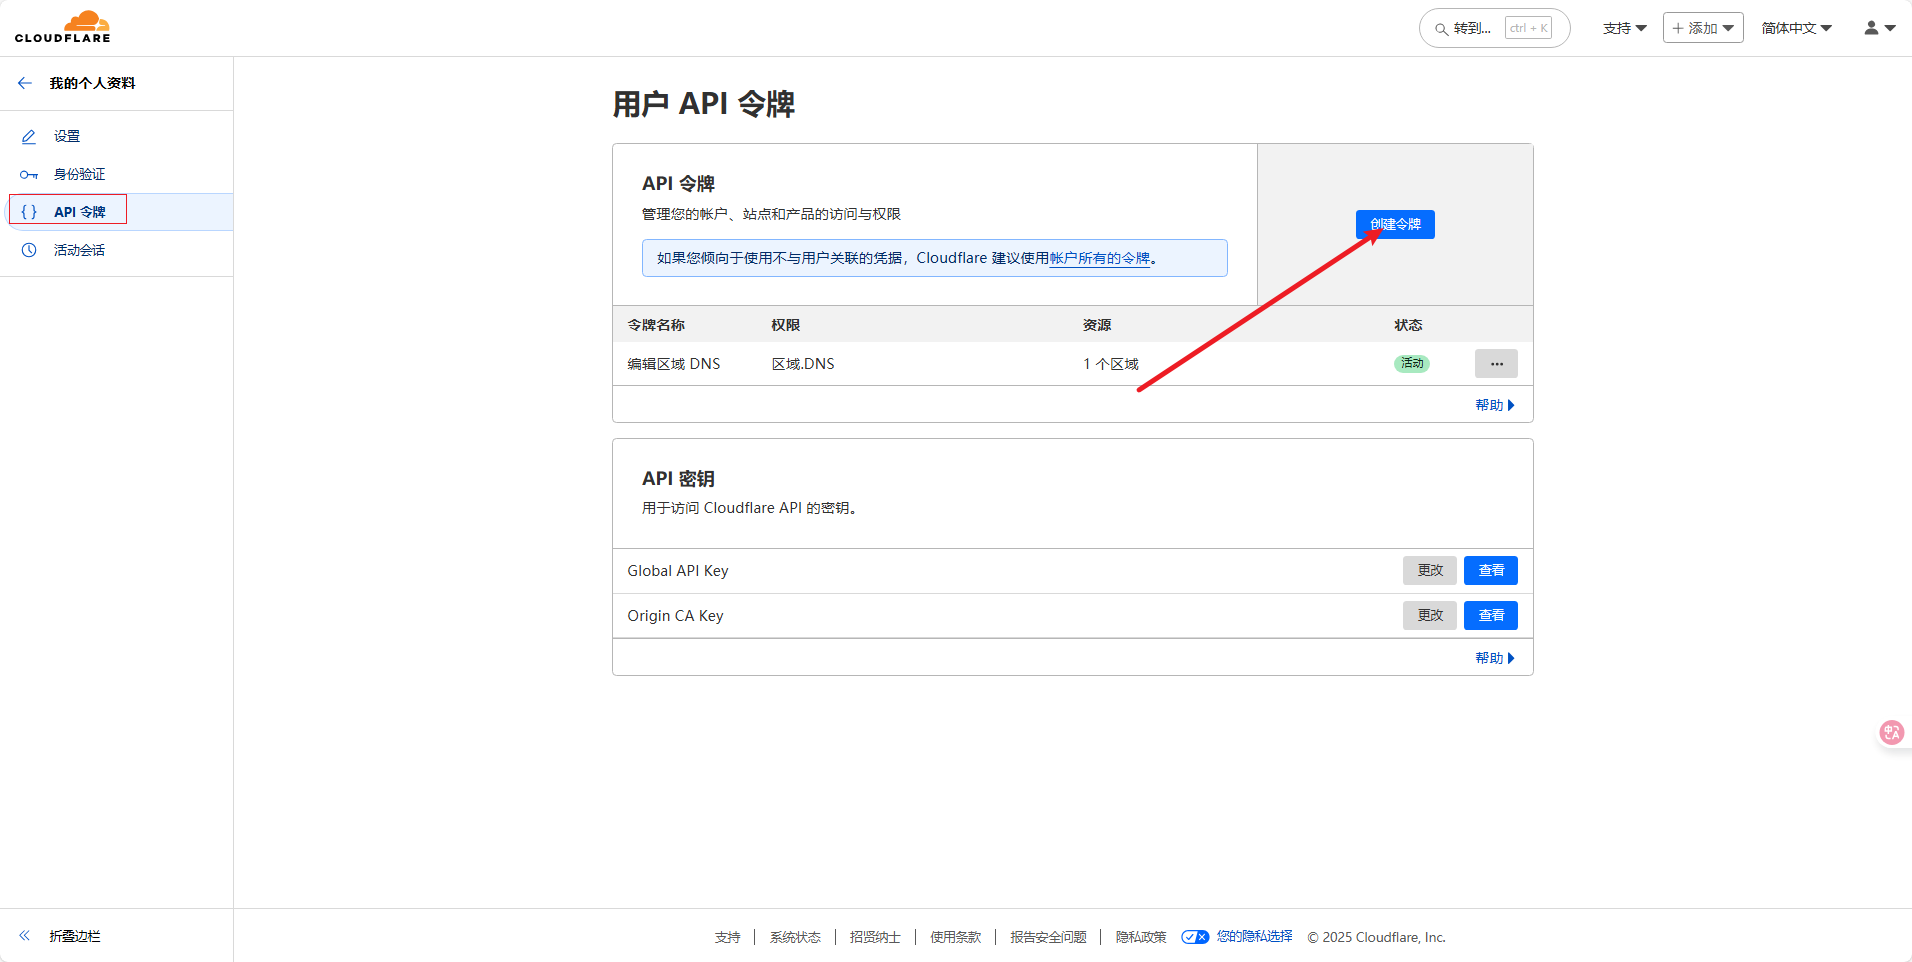 CLOUDFLARE
转到... ctrl + K
支持
添加
简体中文
我的个人资料
设置
身份验证
{ } API 令牌
活动会话
用户 API 令牌
API 令牌
管理您的帐户、站点和产品的访问与权限
如果您倾向于使用不与用户关联的凭据，Cloudflare 建议使用帐户所有的令牌。
创建令牌
令牌名称 权限 资源 状态
编辑区域 DNS 区域.DNS 1 个区域 活动 ...
帮助
API 密钥
用于访问 Cloudflare API 的密钥。
Global API Key 更改 查看
Origin CA Key 更改 查看
帮助
折叠边栏
支持 系统状态 招贤纳士 使用条款 报告安全问题 隐私政策 您的隐私选择 © 2025 Cloudflare, Inc.